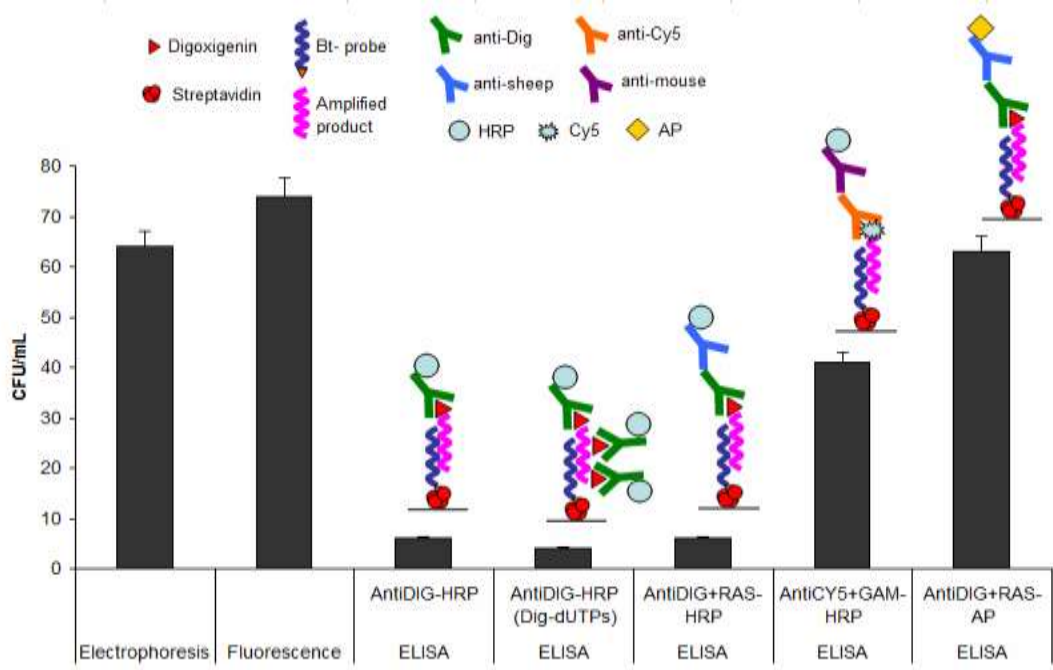 Digoxigenin
Streptavidin
Bt- probe
Amplified
product
anti-Dig
anti-Cy5
anti-sheep
anti-mouse
HRP
Cy5
AP
CFU/mL
80
70
60
50
40
30
20
10
0
AntiDIG-HRP
AntiDIG-HRP
(Dig-dUTPs)
AntiDIG+RAS-
HRP
AntiCY5+GAM-
HRP
AntiDIG+RAS-
AP
Electrophoresis
Fluorescence
ELISA
ELISA
ELISA
ELISA
ELISA